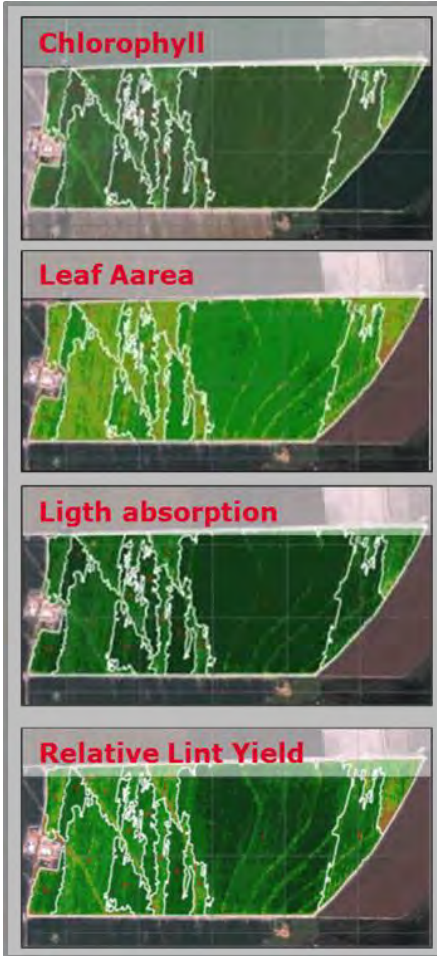 Chlorophyll
Leaf Aarea
Ligth absorption
Relative Lint Yield